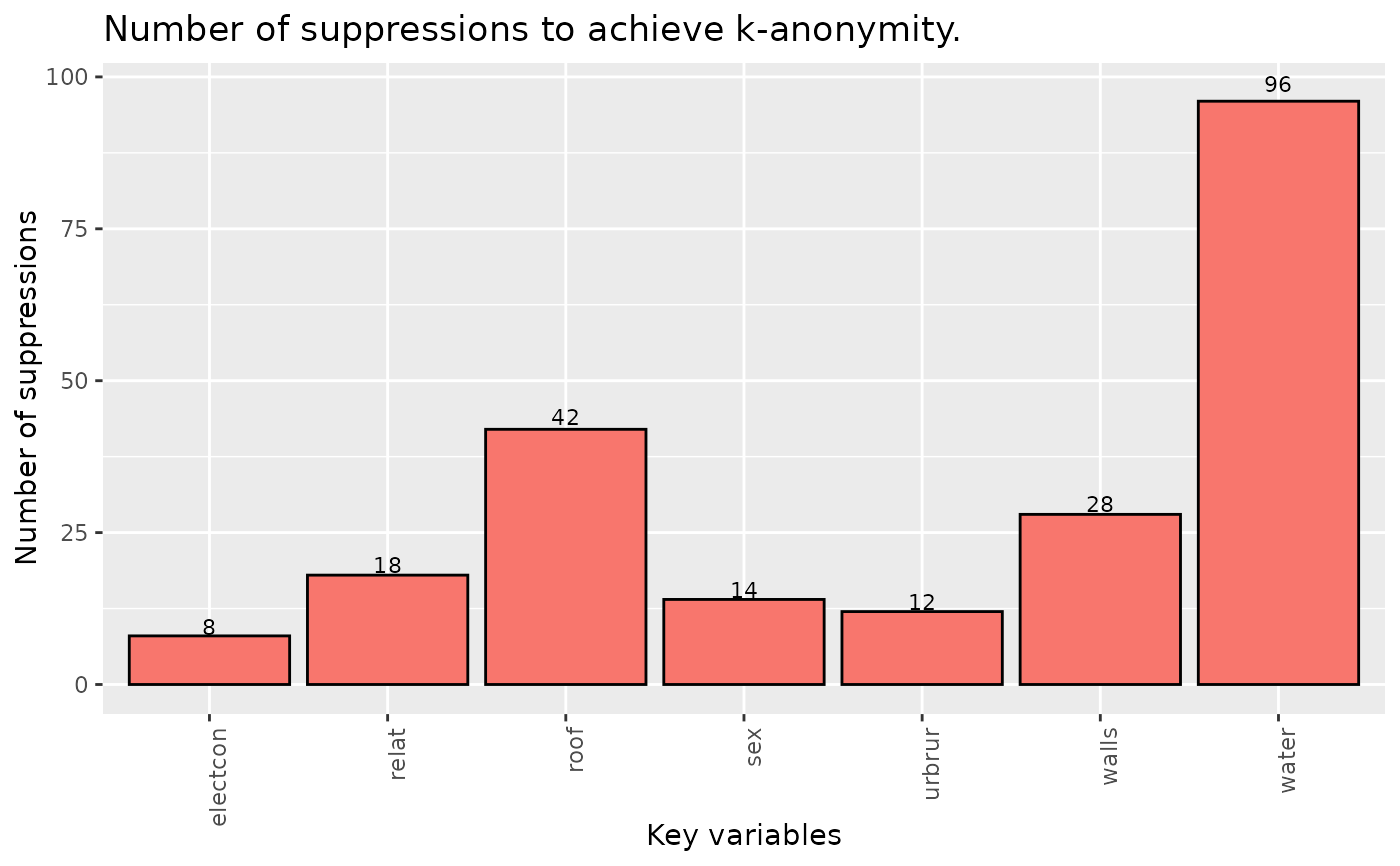 Number of suppressions to achieve k-anonymity.
Number of suppressions
100
75
50
25
0
8
18
42
14
12
28
96
electcon
relat
roof
sex
urbrur
walls
water
Key variables